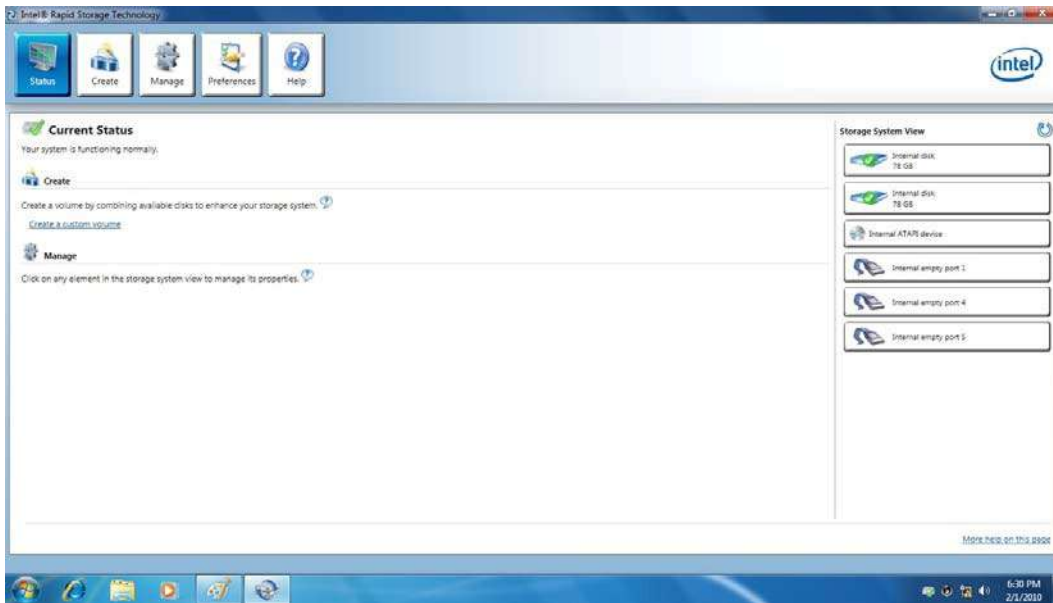 Intel® Rapid Storage Technology
Status
Create
Manage
Preferences
Help
intel
Current Status
Your system is functioning normally.
Create
Create a volume by combining available disks to enhance your storage system.
Create a custom volume
Manage
Click on any element in the storage system view to manage its properties.
Storage System View
Internal disk
78 GB
Internal disk
78 GB
Internal ATAPI device
Internal empty port 1
Internal empty port 4
Internal empty port 5
More help on this page
6:30 PM
2/1/2010